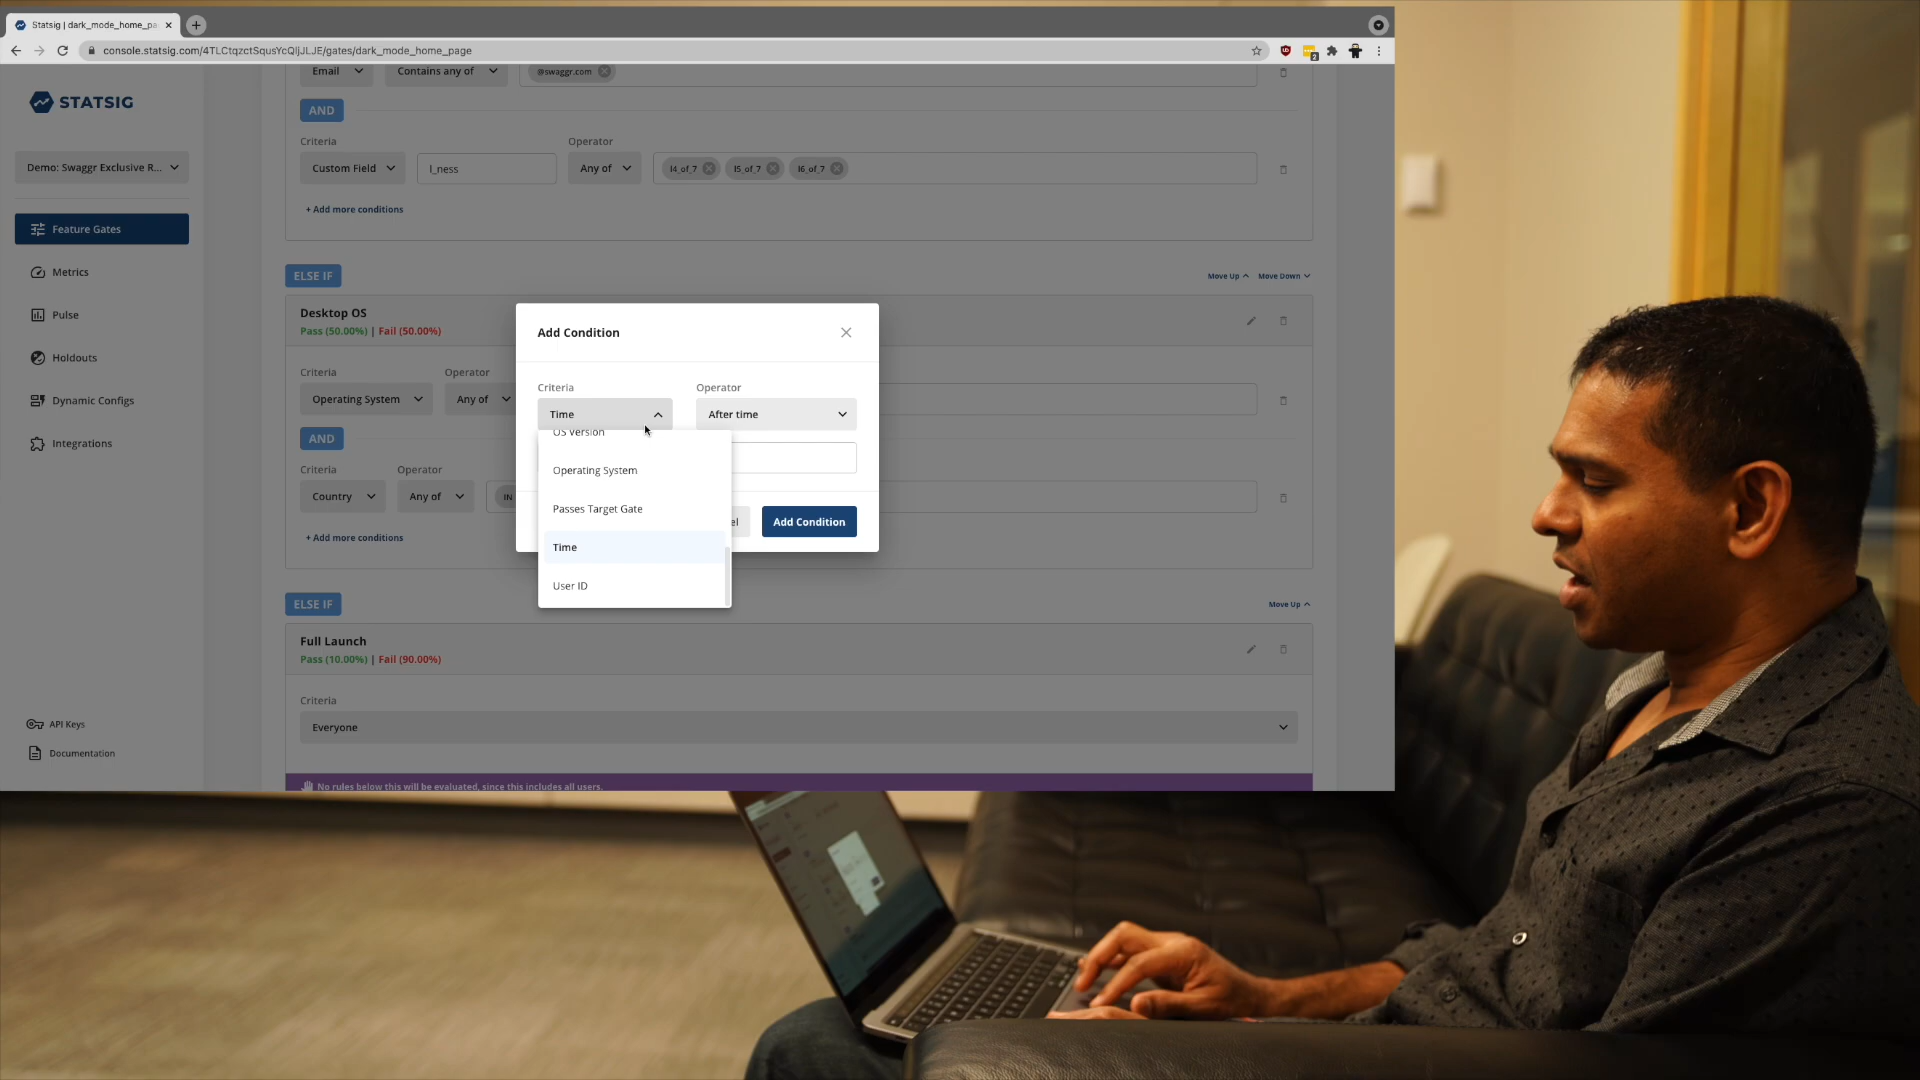 Statsig | dark_mode_home_pa
console.statsig.com/4TLCtqzctSqusYcQljJLJE/gates/dark_mode_home_page
2
STATSIG
Demo: Swaggr Exclusive R...
Feature Gates
Metrics
Pulse
Holdouts
Dynamic Configs
Integrations
API Keys
Documentation
Email
Contains any of
@swaggr.com
AND
Criteria
Operator
Custom Field
l_ness
Any of
l4_of_7
l5_of_7
l6_of_7
+ Add more conditions
ELSE IF
Move Up
Move Down
Desktop OS
Pass (50.00%) | Fail (50.00%)
Criteria
Operator
Operating System
Any of
AND
Criteria
Operator
Country
Any of
IN
+ Add more conditions
ELSE IF
Move Up
Full Launch
Pass (10.00%) | Fail (90.00%)
Criteria
Everyone
No rules below this will be evaluated, since this includes all users.
Add Condition
Criteria
Operator
Time
After time
OS Version
Operating System
Passes Target Gate
Time
User ID
el
Add Condition